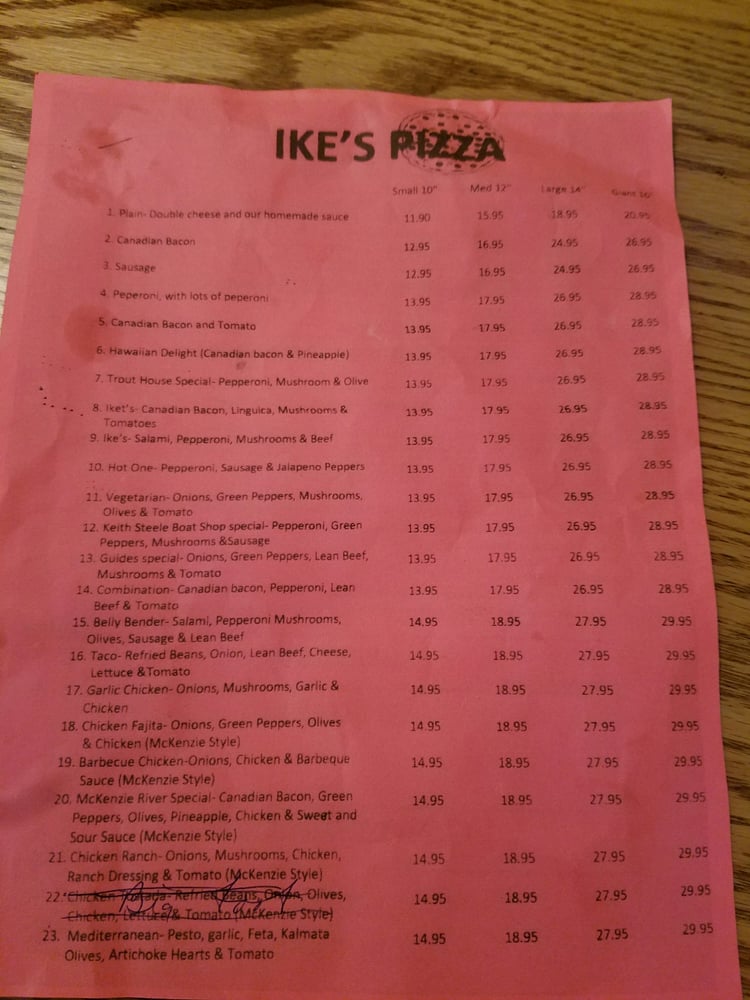 IKE'S PIZZA
Small 10" Med 12" Large 14" Giant 16"
1. Plain- Double cheese and our homemade sauce 11.90 15.95 18.95 20.95
2. Canadian Bacon 12.95 16.95 24.95 26.95
3. Sausage 12.95 16.95 24.95 26.95
4. Peperoni, with lots of peperoni 13.95 17.95 26.95 28.95
5. Canadian Bacon and Tomato 13.95 17.95 26.95 28.95
6. Hawaiian Delight (Canadian bacon & Pineapple) 13.95 17.95 26.95 28.95
7. Trout House Special- Pepperoni, Mushroom & Olive 13.95 17.95 26.95 28.95
8. Iket's- Canadian Bacon, Linguica, Mushrooms & 13.95 17.95 26.95 28.95
Tomatoes
9. Ike's- Salami, Pepperoni, Mushrooms & Beef 13.95 17.95 26.95 28.95
10. Hot One- Pepperoni, Sausage & Jalapeno Peppers 13.95 17.95 26.95 28.95
11. Vegetarian- Onions, Green Peppers, Mushrooms, 13.95 17.95 26.95 28.95
Olives & Tomato
12. Keith Steele Boat Shop special- Pepperoni, Green 13.95 17.95 26.95 28.95
Peppers, Mushrooms &Sausage
13. Guides special- Onions, Green Peppers, Lean Beef, 13.95 17.95 26.95 28.95
Mushrooms & Tomato
14. Combination- Canadian bacon, Pepperoni, Lean 13.95 17.95 26.95 28.95
Beef & Tomato
15. Belly Bender- Salami, Pepperoni Mushrooms, 14.95 18.95 27.95 29.95
Olives, Sausage & Lean Beef
16. Taco- Refried Beans, Onion, Lean Beef, Cheese, 14.95 18.95 27.95 29.95
Lettuce &Tomato
17. Garlic Chicken- Onions, Mushrooms, Garlic & 14.95 18.95 27.95 29.95
Chicken
18. Chicken Fajita- Onions, Green Peppers, Olives 14.95 18.95 27.95 29.95
& Chicken (McKenzie Style)
19. Barbecue Chicken-Onions, Chicken & Barbeque 14.95 18.95 27.95 29.95
Sauce (McKenzie Style)
20. McKenzie River Special- Canadian Bacon, Green 14.95 18.95 27.95 29.95
Peppers, Olives, Pineapple, Chicken & Sweet and
Sour Sauce (McKenzie Style)
21. Chicken Ranch- Onions, Mushrooms, Chicken, 14.95 18.95 27.95 29.95
Ranch Dressing & Tomato (McKenzie Style)
22. Chicken Tostada- Refried beans, Onion, Olives, 14.95 18.95 27.95 29.95
Chicken, Lettuce & Tomato (McKenzie Style)
23. Mediterranean- Pesto, garlic, Feta, Kalmata 14.95 18.95 27.95 29.95
Olives, Artichoke Hearts & Tomato